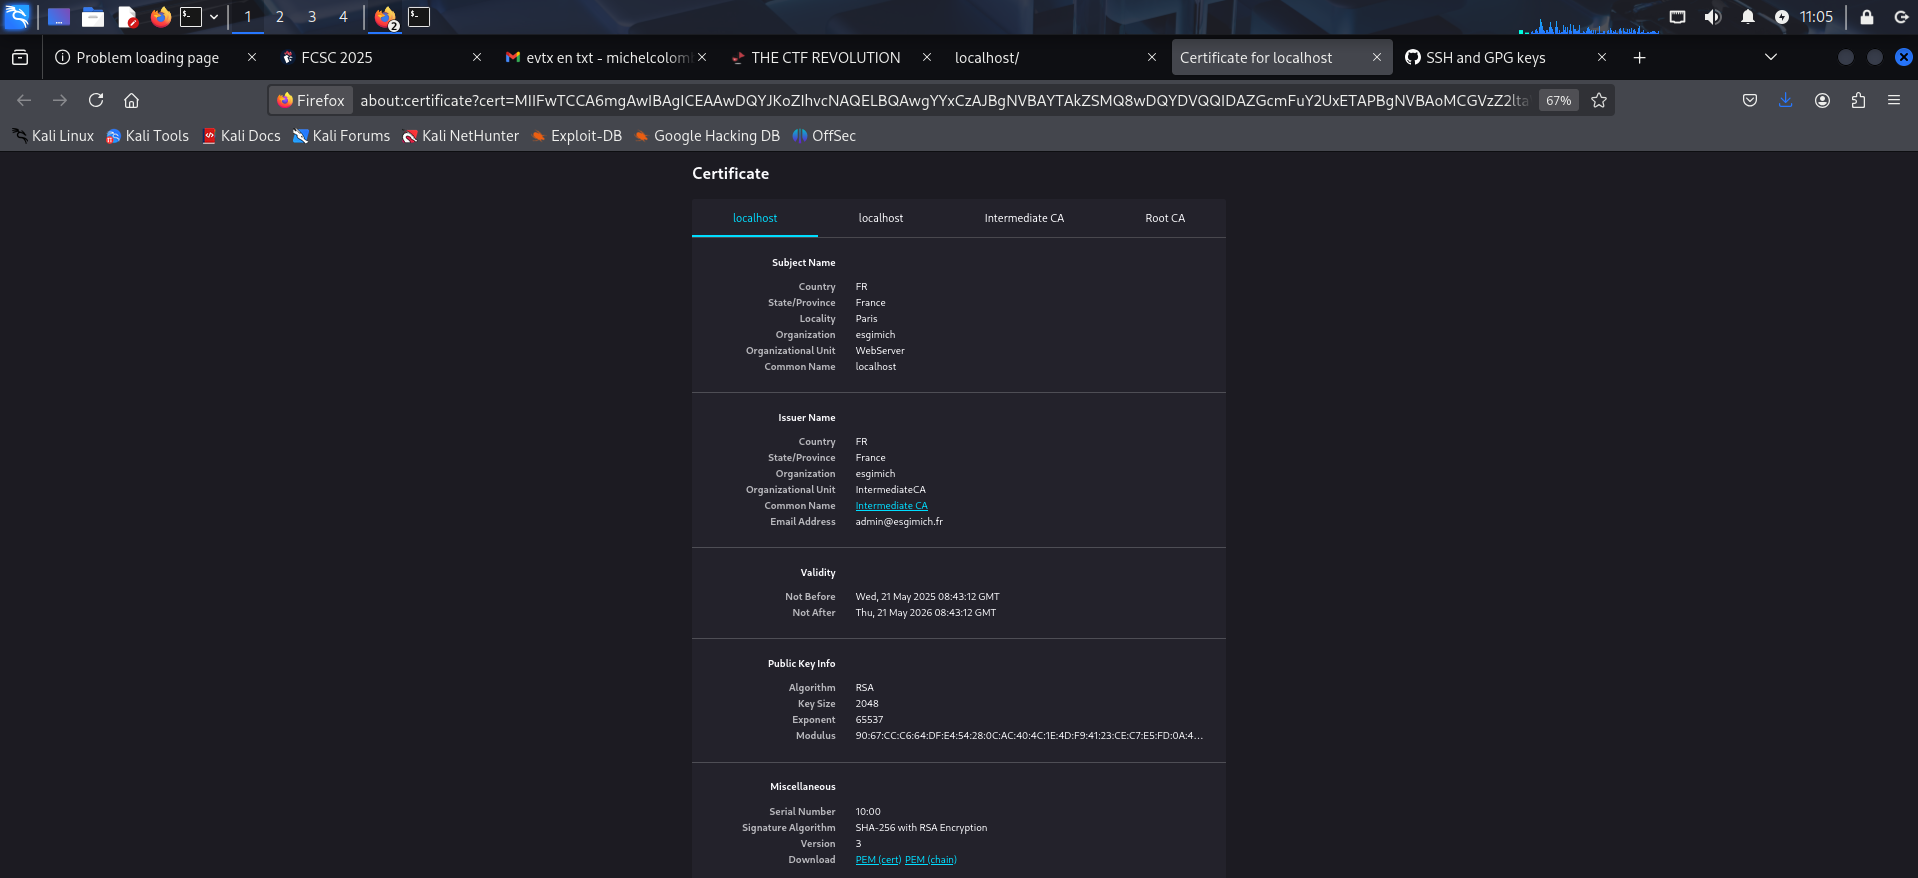 1 2 3 4 2 11:05
Problem loading page FCSC 2025 evtx en txt - michelcolom THE CTF REVOLUTION localhost/ Certificate for localhost SSH and GPG keys
Firefox about:certificate?cert=MIIFwTCCA6mgAwIBAgICEAAwDQYJKoZIhvcNAQELBQAwgYYxCzAJBgNVBAYTAkZSMQ8wDQYDVQQIDAZGcmFuY2UxETAPBgNVBAoMCGVzZ2lta 67%
Kali Linux Kali Tools Kali Docs Kali Forums Kali NetHunter Exploit-DB Google Hacking DB OffSec
Certificate
localhost localhost Intermediate CA Root CA
Subject Name
Country FR
State/Province France
Locality Paris
Organization esgimich
Organizational Unit WebServer
Common Name localhost
Issuer Name
Country FR
State/Province France
Organization esgimich
Organizational Unit IntermediateCA
Common Name Intermediate CA
Email Address admin@esgimich.fr
Validity
Not Before Wed, 21 May 2025 08:43:12 GMT
Not After Thu, 21 May 2026 08:43:12 GMT
Public Key Info
Algorithm RSA
Key Size 2048
Exponent 65537
Modulus 90:67:CC:C6:64:DF:E4:54:28:0C:AC:40:4C:1E:4D:F9:41:23:CE:C7:E5:FD:0A:4...
Miscellaneous
Serial Number 10:00
Signature Algorithm SHA-256 with RSA Encryption
Version 3
Download PEM (cert) PEM (chain)